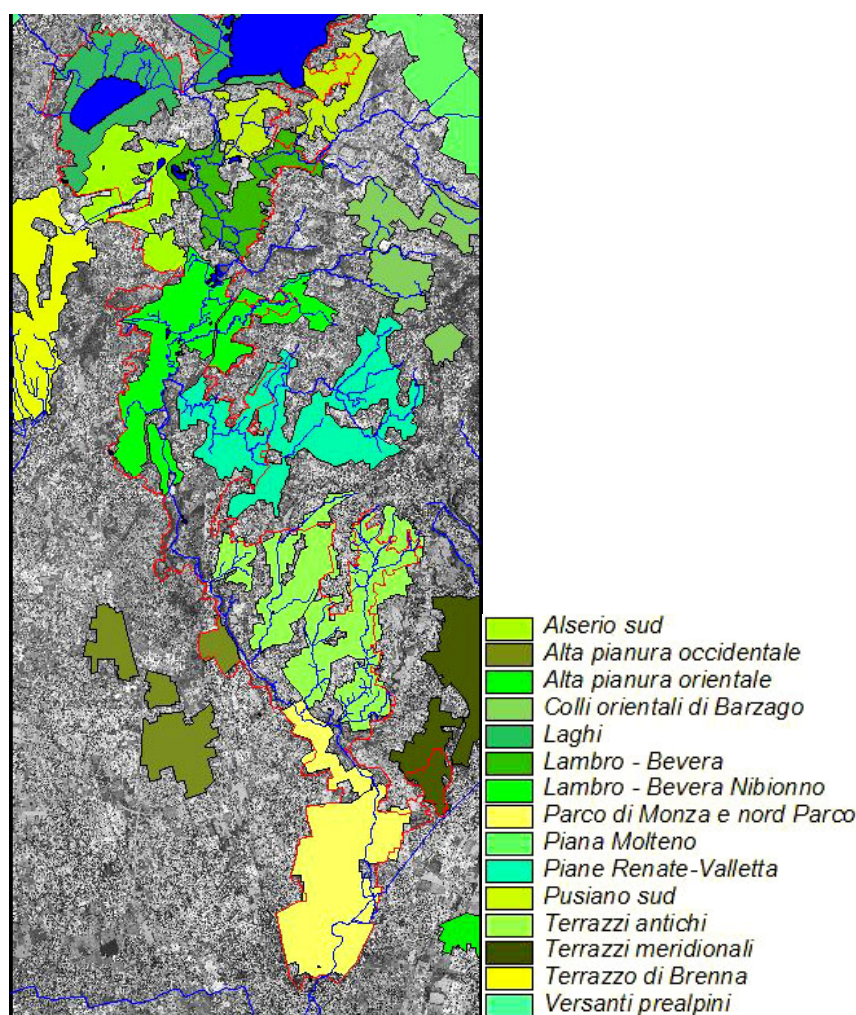 Alserio sud
Alta pianura occidentale
Alta pianura orientale
Colli orientali di Barzago
Laghi
Lambro - Bevera
Lambro - Bevera Nibionno
Parco di Monza e nord Parco
Piana Molteno
Piane Renate-Valletta
Pusiano sud
Terrazzi antichi
Terrazzi meridionali
Terrazzo di Brenna
Versanti prealpini